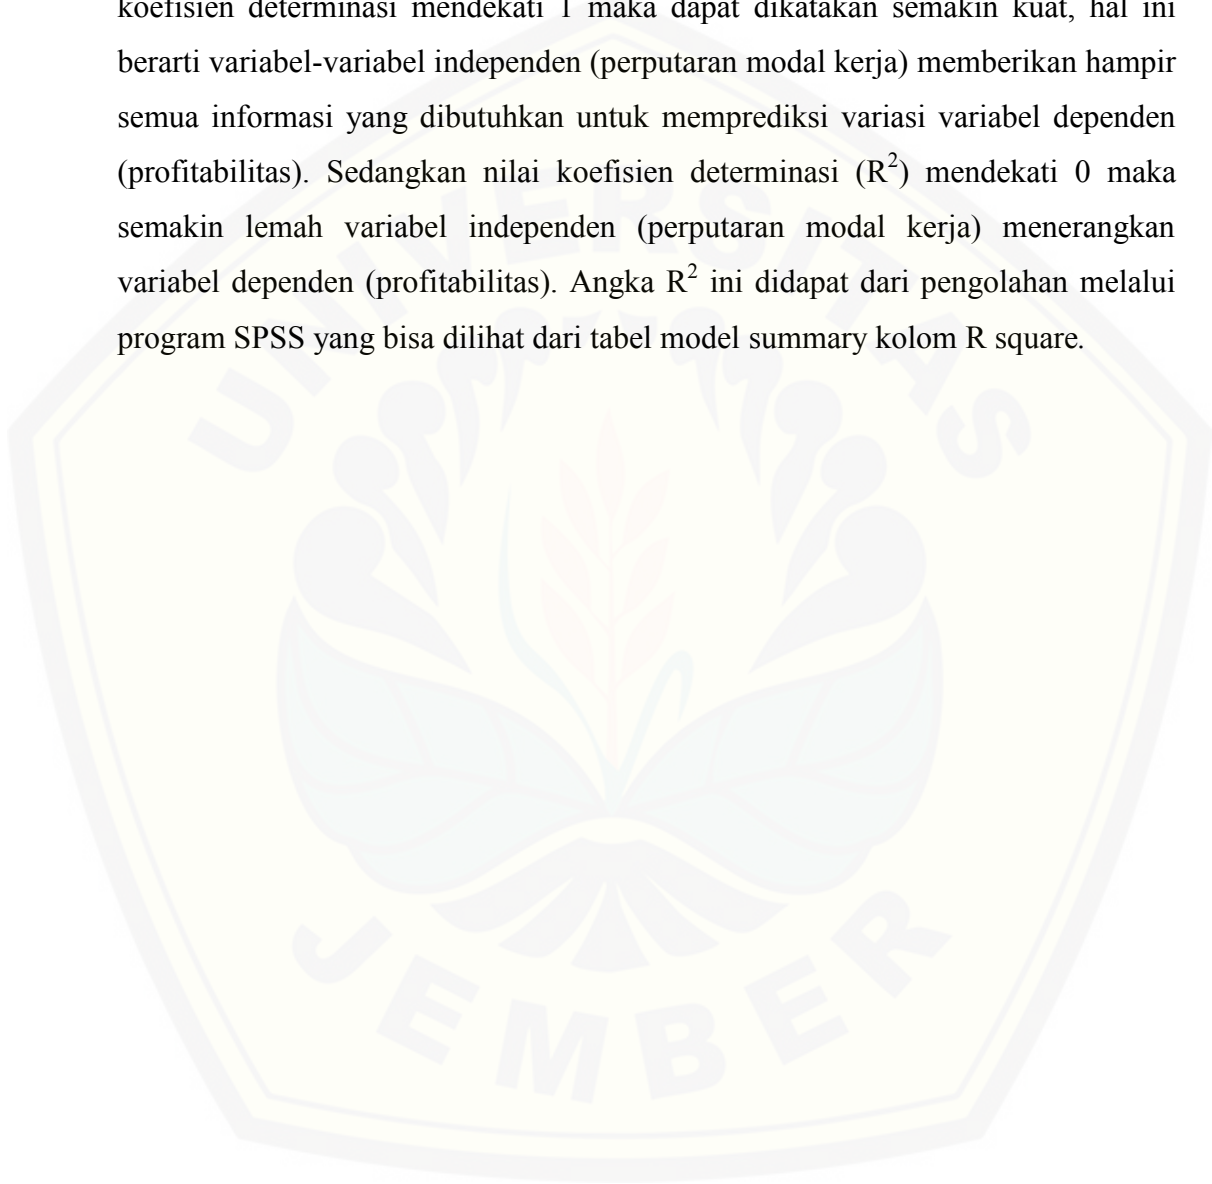 koefisien determinasi mendekati 1 maka dapat dikatakan semakin kuat, hal ini
berarti variabel-variabel independen (perputaran modal kerja) memberikan hampir
semua informasi yang dibutuhkan untuk memprediksi variasi variabel dependen
(profitabilitas). Sedangkan nilai koefisien determinasi (R²) mendekati 0 maka
semakin lemah variabel independen (perputaran modal kerja) menerangkan
variabel dependen (profitabilitas). Angka R² ini didapat dari pengolahan melalui
program SPSS yang bisa dilihat dari tabel model summary kolom R square.
UNIVERSITAS
JEMBER